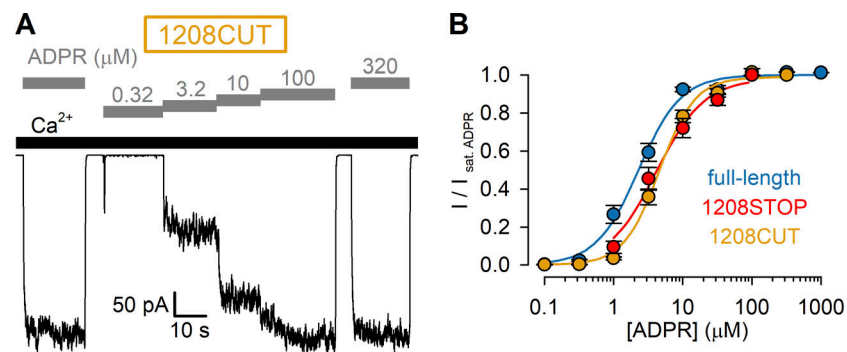 A
1208CUT
ADPR (μM)
320
0.32
3.2
10
100
Ca2+
50 pA
10 s
B
I / I sat. ADPR
1.0
0.8
0.6
0.4
0.2
0.0
full-length
1208STOP
1208CUT
0.1
1
10
100
1000
[ADPR] (μM)